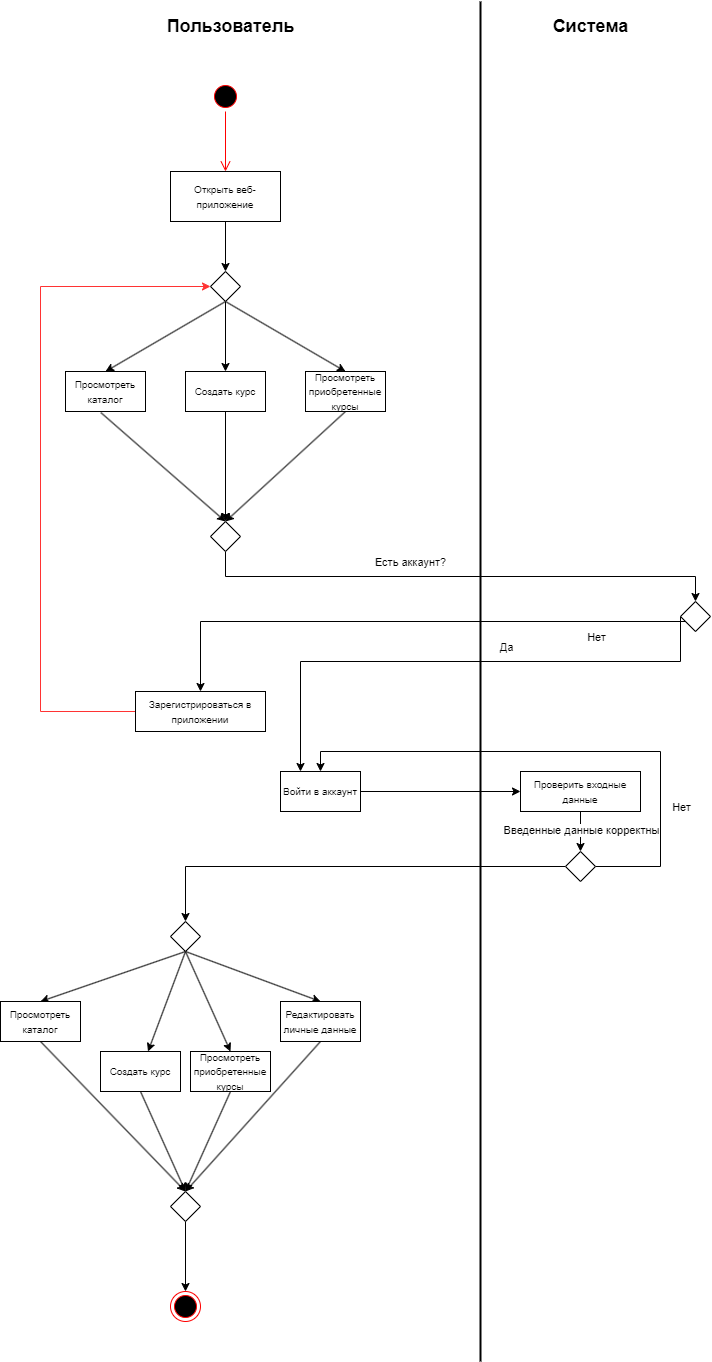 Пользователь
Система
Открыть веб-
приложение
Просмотреть
каталог
Создать курс
Просмотреть
приобретенные
курсы
Есть аккаунт?
Нет
Да
Зарегистрироваться в
приложении
Войти в аккаунт
Проверить входные
данные
Нет
Введенные данные корректны
Просмотреть
каталог
Редактировать
личные данные
Создать курс
Просмотреть
приобретенные
курсы